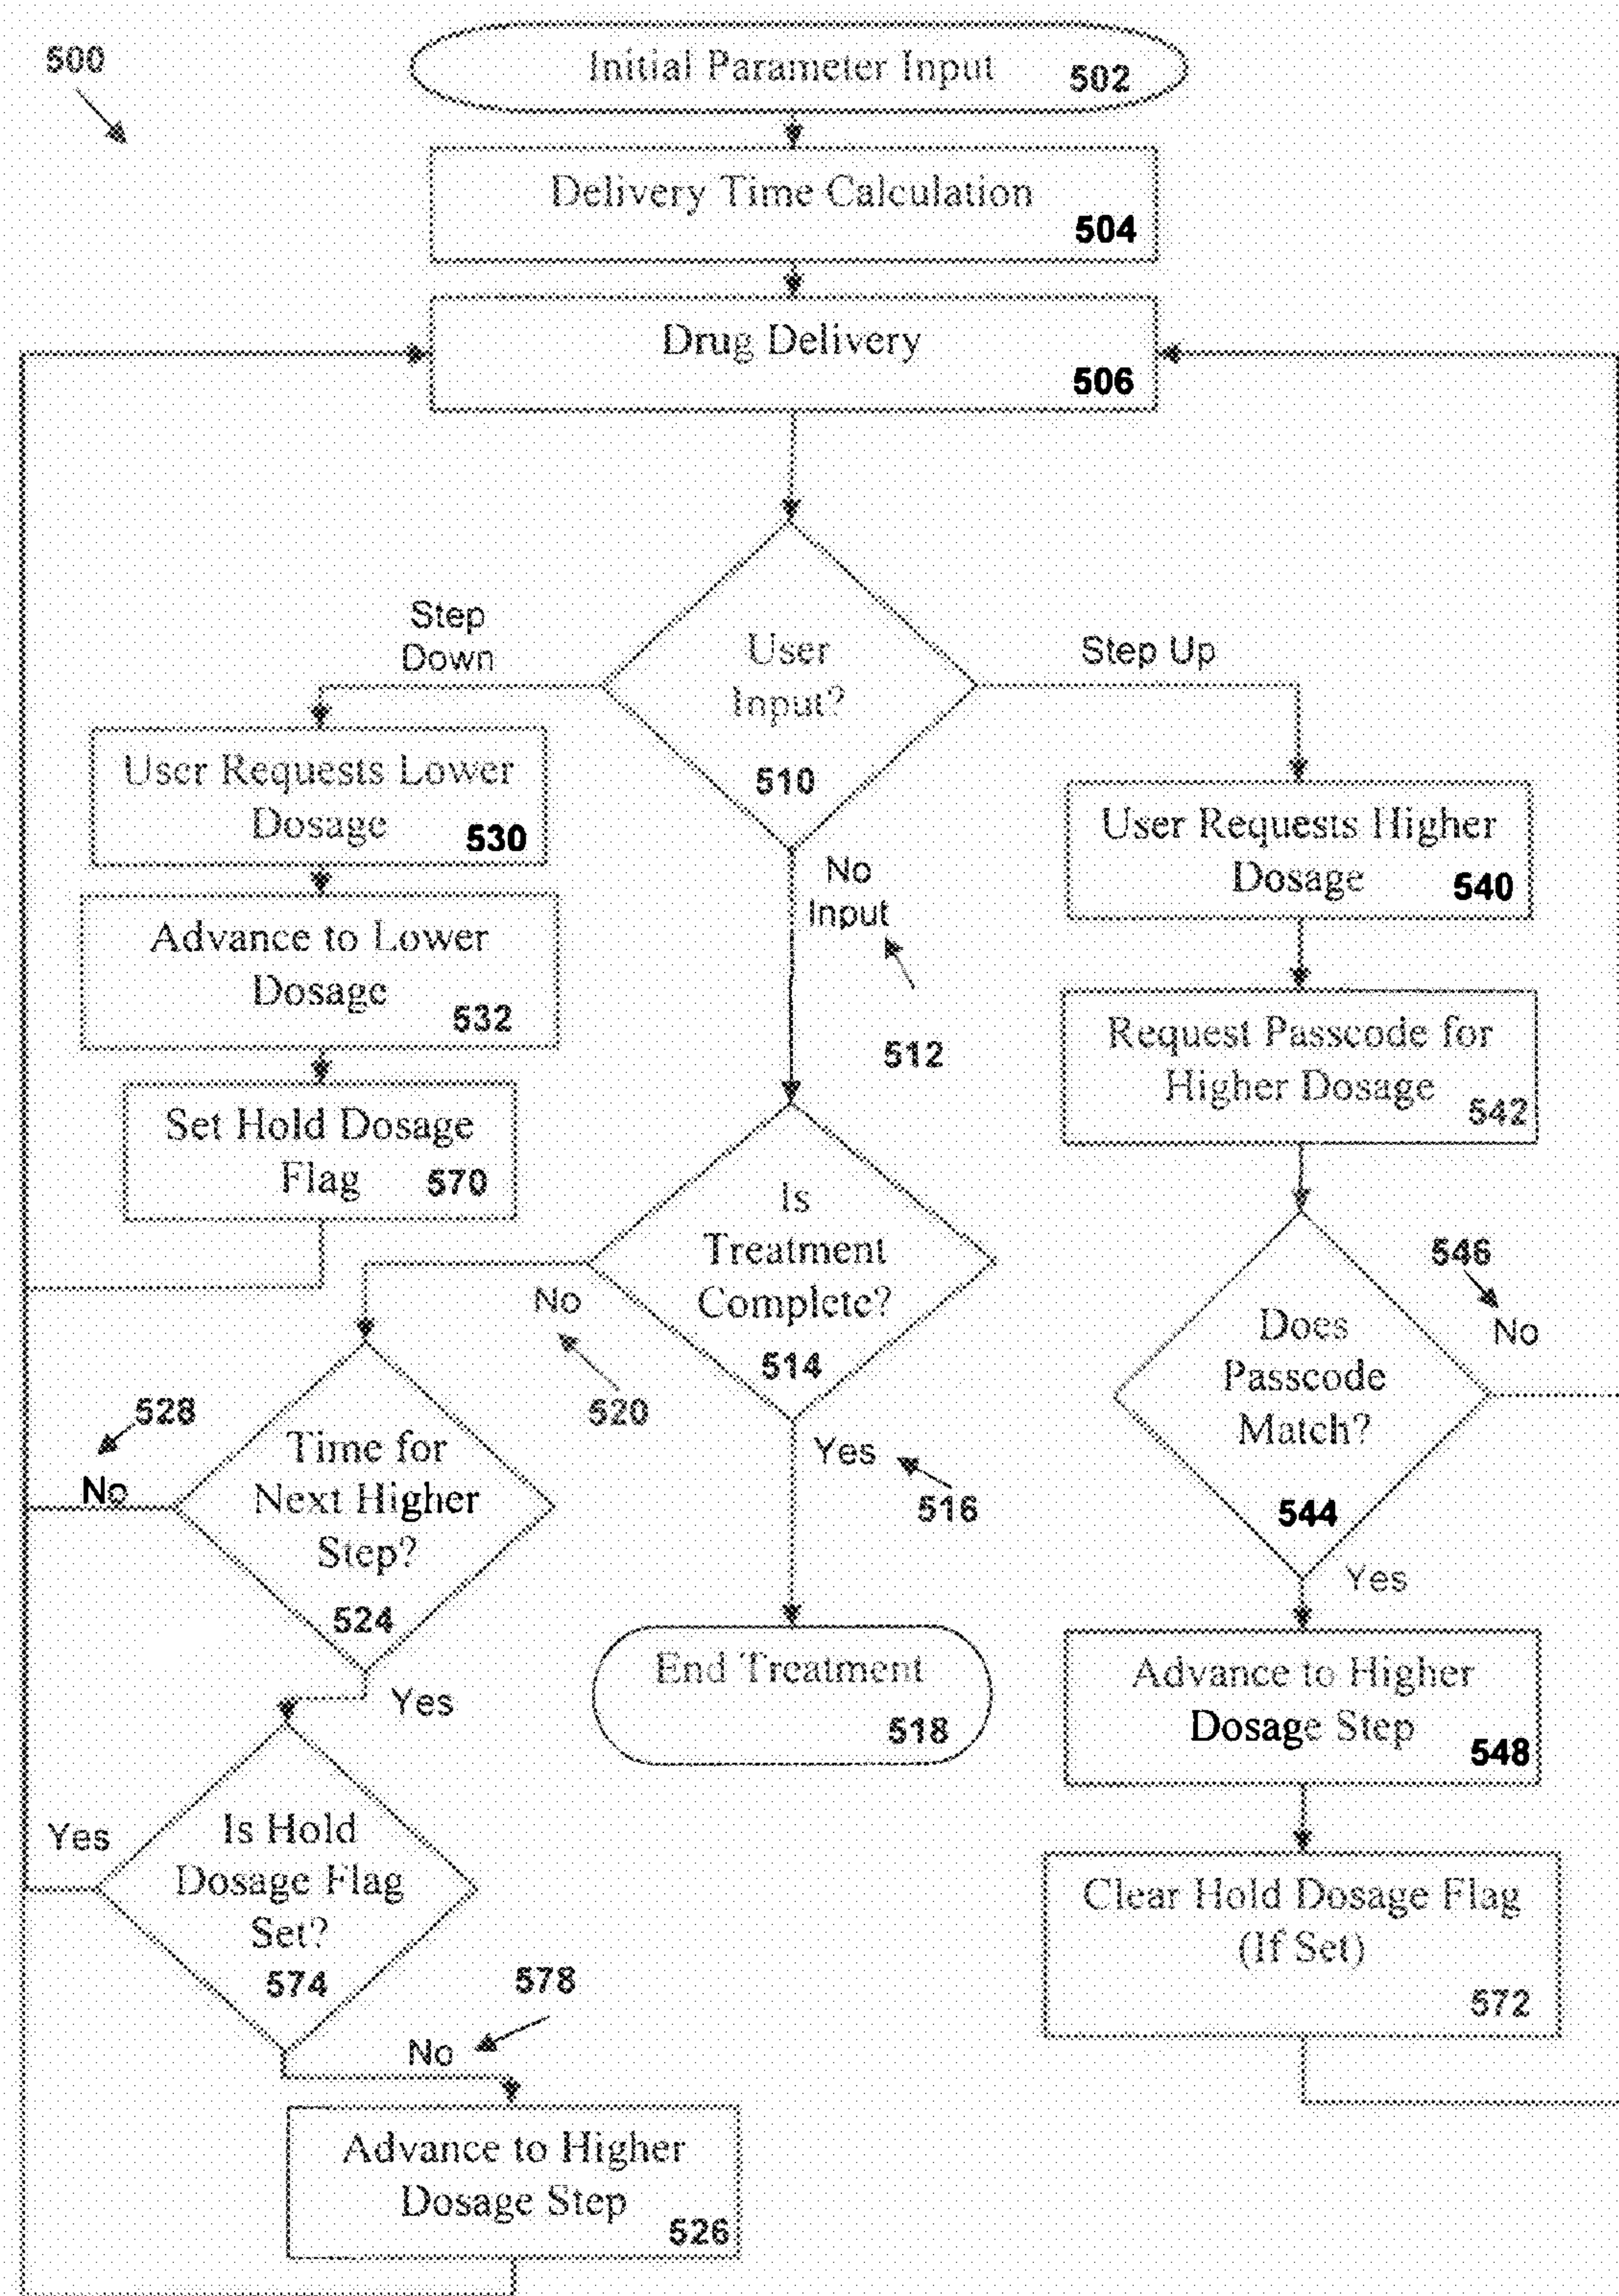 500
Initial Parameter Input
502
Delivery Time Calculation
504
Drug Delivery
506
Step
Down
User
Input?
510
Step Up
User Requests Lower
Dosage 530
Advance to Lower
Dosage
532
Set Hold Dosage
Flag 570
No
Input
512
User Requests Higher
Dosage 540
Request Passcode for
Higher Dosage
542
Is
Treatment
Complete?
514
No
520
Yes
516
End Treatment
518
546
No
Does
Passcode
Match?
544
Yes
Advance to Higher
Dosage Step
548
Clear Hold Dosage Flag
(If Set)
572
528
No
Time for
Next Higher
Step?
524
Yes
Yes
Is Hold
Dosage Flag
Set?
574
578
No
Advance to Higher
Dosage Step
526